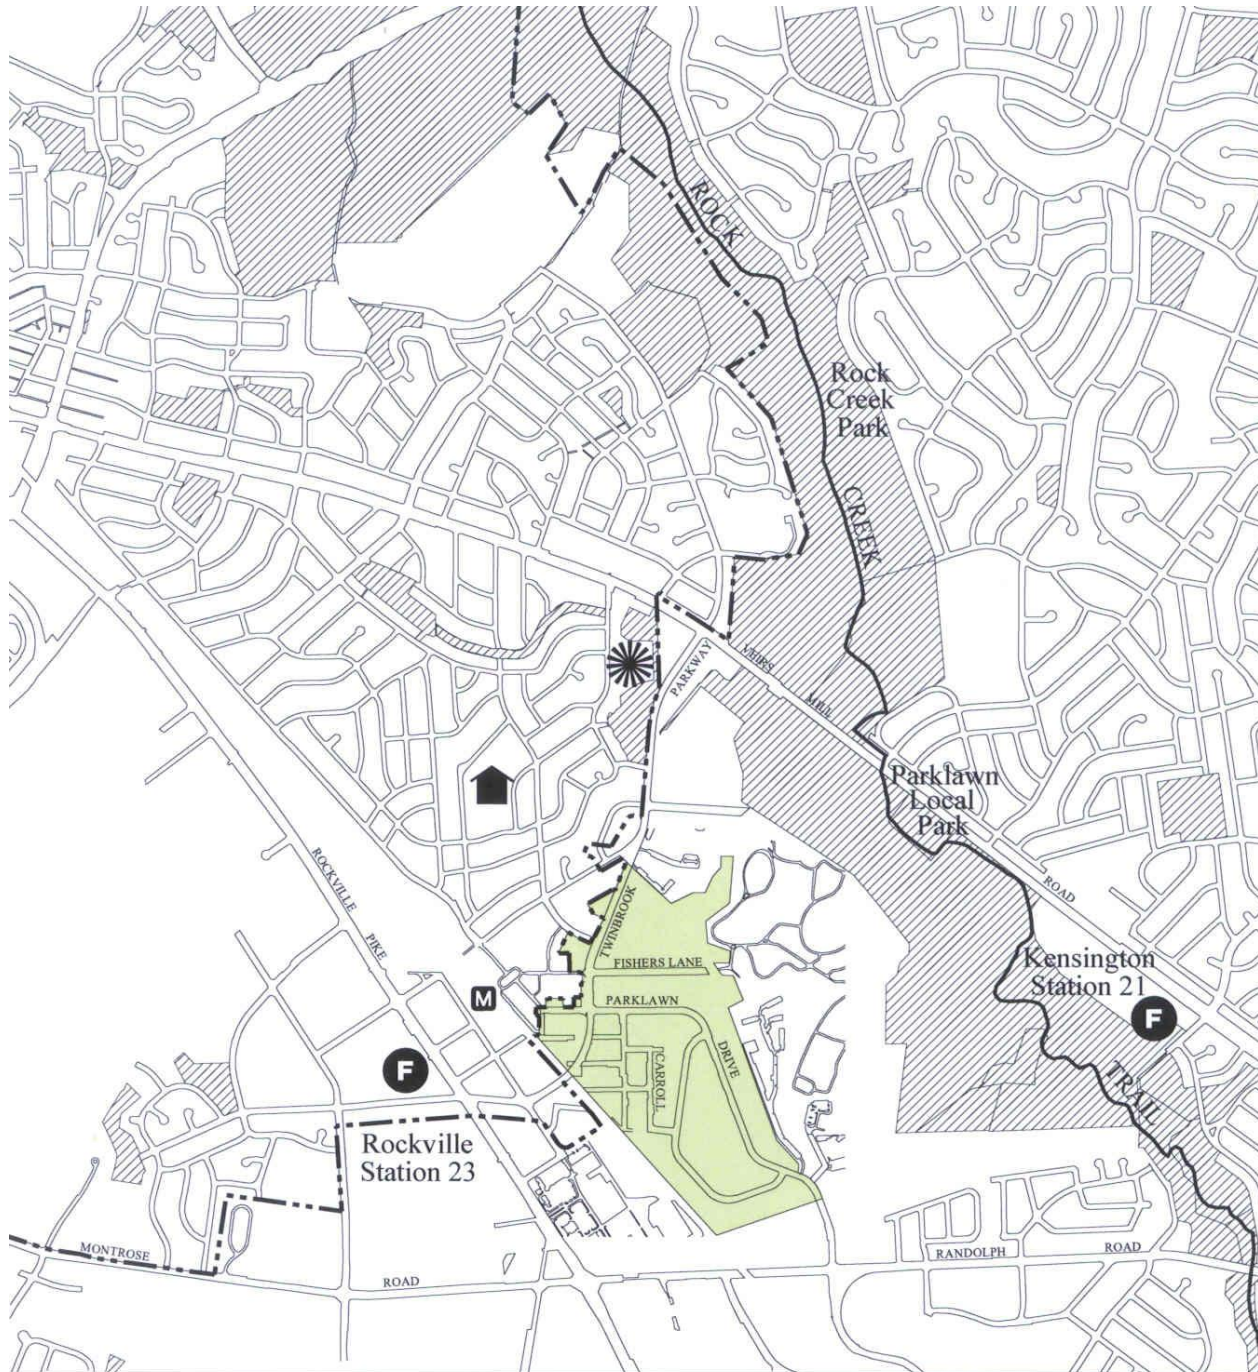 ROCK
Rock
Creek
Park
CREEK
PARKWAY
VEIRS
MILL
Parklawn
Local
Park
ROCKVILLE
PIKE
ROAD
TWINBROOK
FISHERS LANE
Kensington
Station 21
M
PARKLAWN
F
F
DRIVE
CARROLL
TRAIL
Rockville
Station 23
MONTROSE
RANDOLPH
ROAD
ROAD